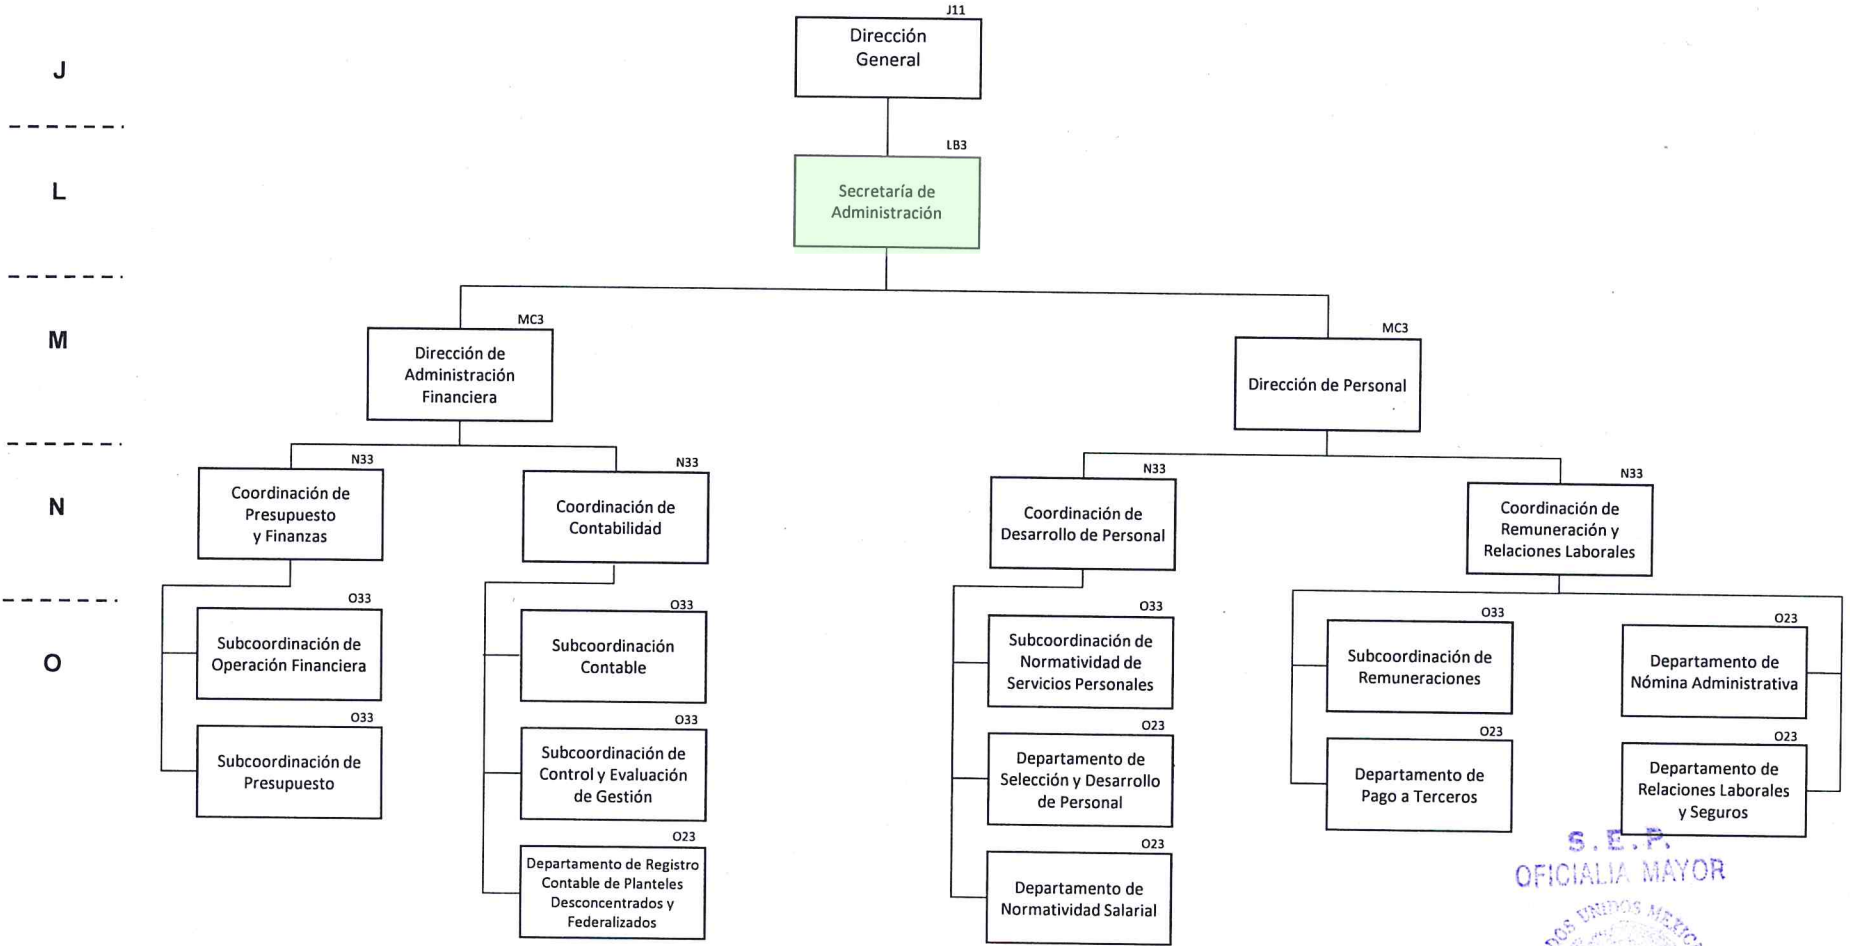 J11
Dirección
General
J
LB3
L
Secretaría de
Administración
M
MC3
Dirección de
Administración
Financiera
MC3
Dirección de Personal
N
N33
Coordinación de
Presupuesto
y Finanzas
N33
Coordinación de
Contabilidad
N33
Coordinación de
Desarrollo de Personal
N33
Coordinación de
Remuneración y
Relaciones Laborales
O
O33
Subcoordinación de
Operación Financiera
O33
Subcoordinación de
Presupuesto
O33
Subcoordinación
Contable
O33
Subcoordinación de
Control y Evaluación
de Gestión
O23
Departamento de Registro
Contable de Planteles
Desconcentrados y
Federalizados
O33
Subcoordinación de
Normatividad de
Servicios Personales
O23
Departamento de
Selección y Desarrollo
de Personal
O23
Departamento de
Normatividad Salarial
O33
Subcoordinación de
Remuneraciones
O23
Departamento de
Pago a Terceros
O23
Departamento de
Nómina Administrativa
O23
Departamento de
Relaciones Laborales
y Seguros
S.E.P.
OFICIALIA MAYOR
UNIDOS